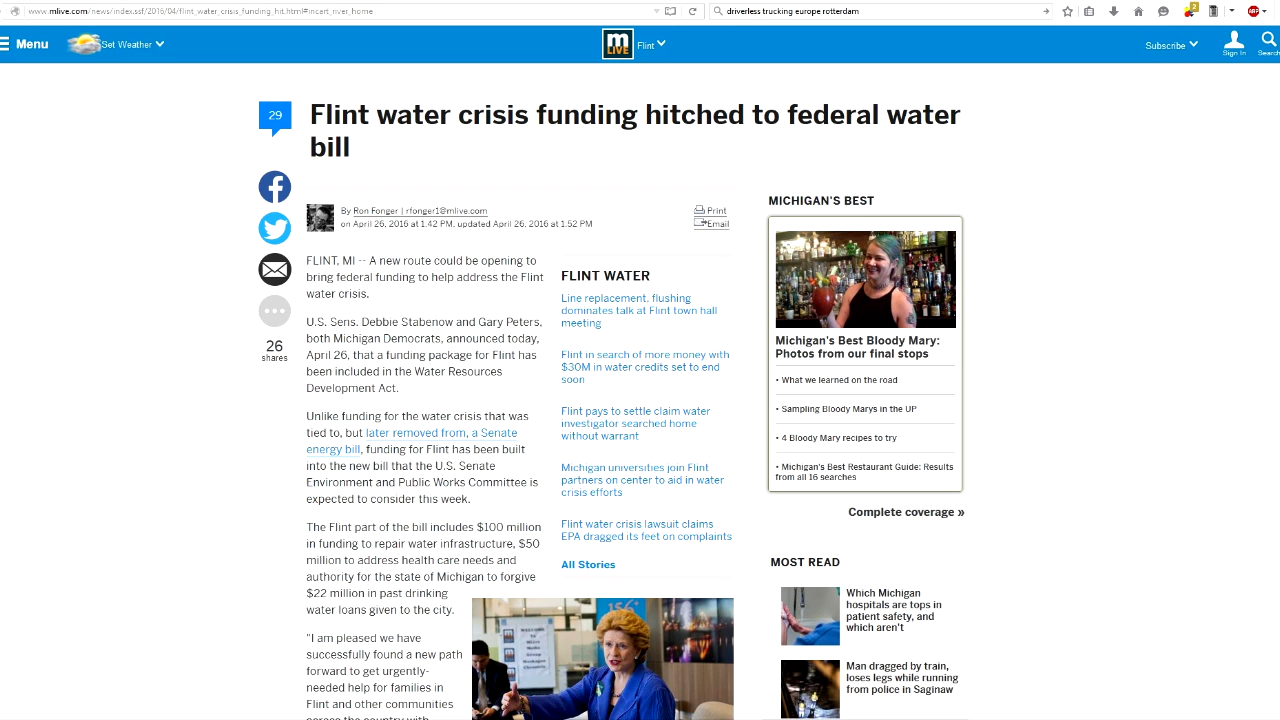 www.mlive.com/news/index.ssf/2016/04/flint_water_crisis_funding_hit.html#incart_river_home
driverless trucking europe rotterdam
2
ABP
Menu
Set Weather
m
LIVE
Flint
Subscribe
Sign In
Search
29
Flint water crisis funding hitched to federal water
bill
By Ron Fonger | rfonger1@mlive.com
on April 26, 2016 at 1:42 PM, updated April 26, 2016 at 1:52 PM
Print
Email
26
shares
FLINT, MI -- A new route could be opening to
bring federal funding to help address the Flint
water crisis.
U.S. Sens. Debbie Stabenow and Gary Peters,
both Michigan Democrats, announced today,
April 26, that a funding package for Flint has
been included in the Water Resources
Development Act.
Unlike funding for the water crisis that was
tied to, but later removed from, a Senate
energy bill, funding for Flint has been built
into the new bill that the U.S. Senate
Environment and Public Works Committee is
expected to consider this week.
The Flint part of the bill includes $100 million
in funding to repair water infrastructure, $50
million to address health care needs and
authority for the state of Michigan to forgive
$22 million in past drinking
water loans given to the city.
"I am pleased we have
successfully found a new path
forward to get urgently-
needed help for families in
Flint and other communities
across the country with
FLINT WATER
Line replacement, flushing
dominates talk at Flint town hall
meeting
Flint in search of more money with
$30M in water credits set to end
soon
Flint pays to settle claim water
investigator searched home
without warrant
Michigan universities join Flint
partners on center to aid in water
crisis efforts
Flint water crisis lawsuit claims
EPA dragged its feet on complaints
All Stories
WELCOME
To
MICHIGAN'S BEST
Michigan's Best Bloody Mary:
Photos from our final stops
• What we learned on the road
• Sampling Bloody Marys in the UP
• 4 Bloody Mary recipes to try
• Michigan's Best Restaurant Guide: Results
from all 16 searches
Complete coverage »
MOST READ
Which Michigan
hospitals are tops in
patient safety, and
which aren't
Man dragged by train,
loses legs while running
from police in Saginaw